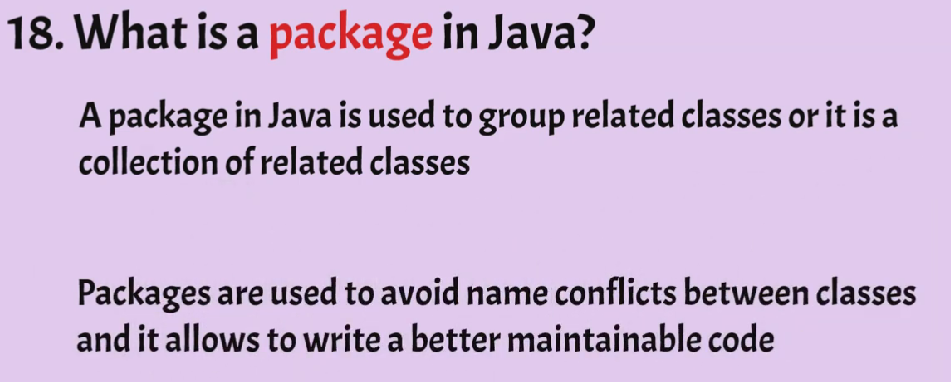 18. What is a package in Java?
A package in Java is used to group related classes or it is a
collection of related classes
Packages are used to avoid name conflicts between classes
and it allows to write a better maintainable code